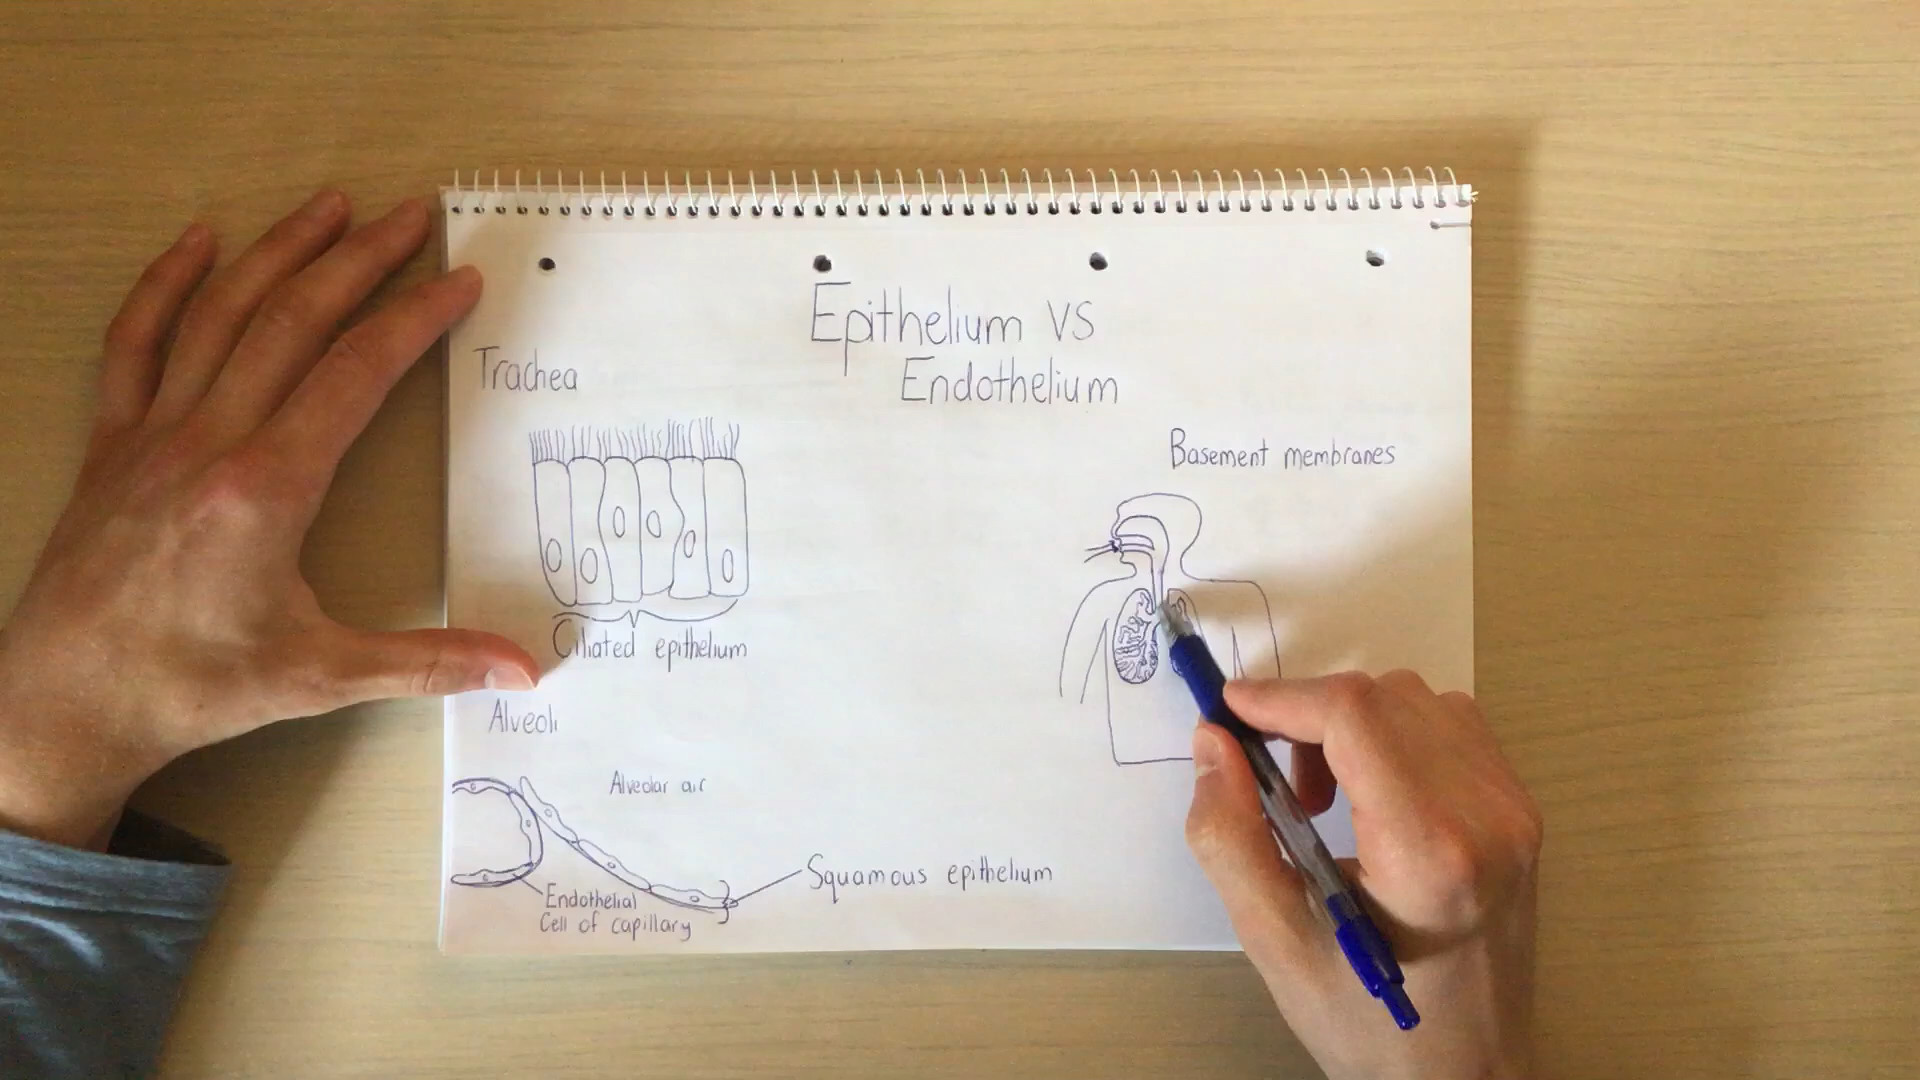 Epithelium VS
Endothelium
Trachea
Basement membranes
Ciliated epithelium
Alveoli
Alveolar air
Squamous epithelium
Endothelial
Cell of capillary